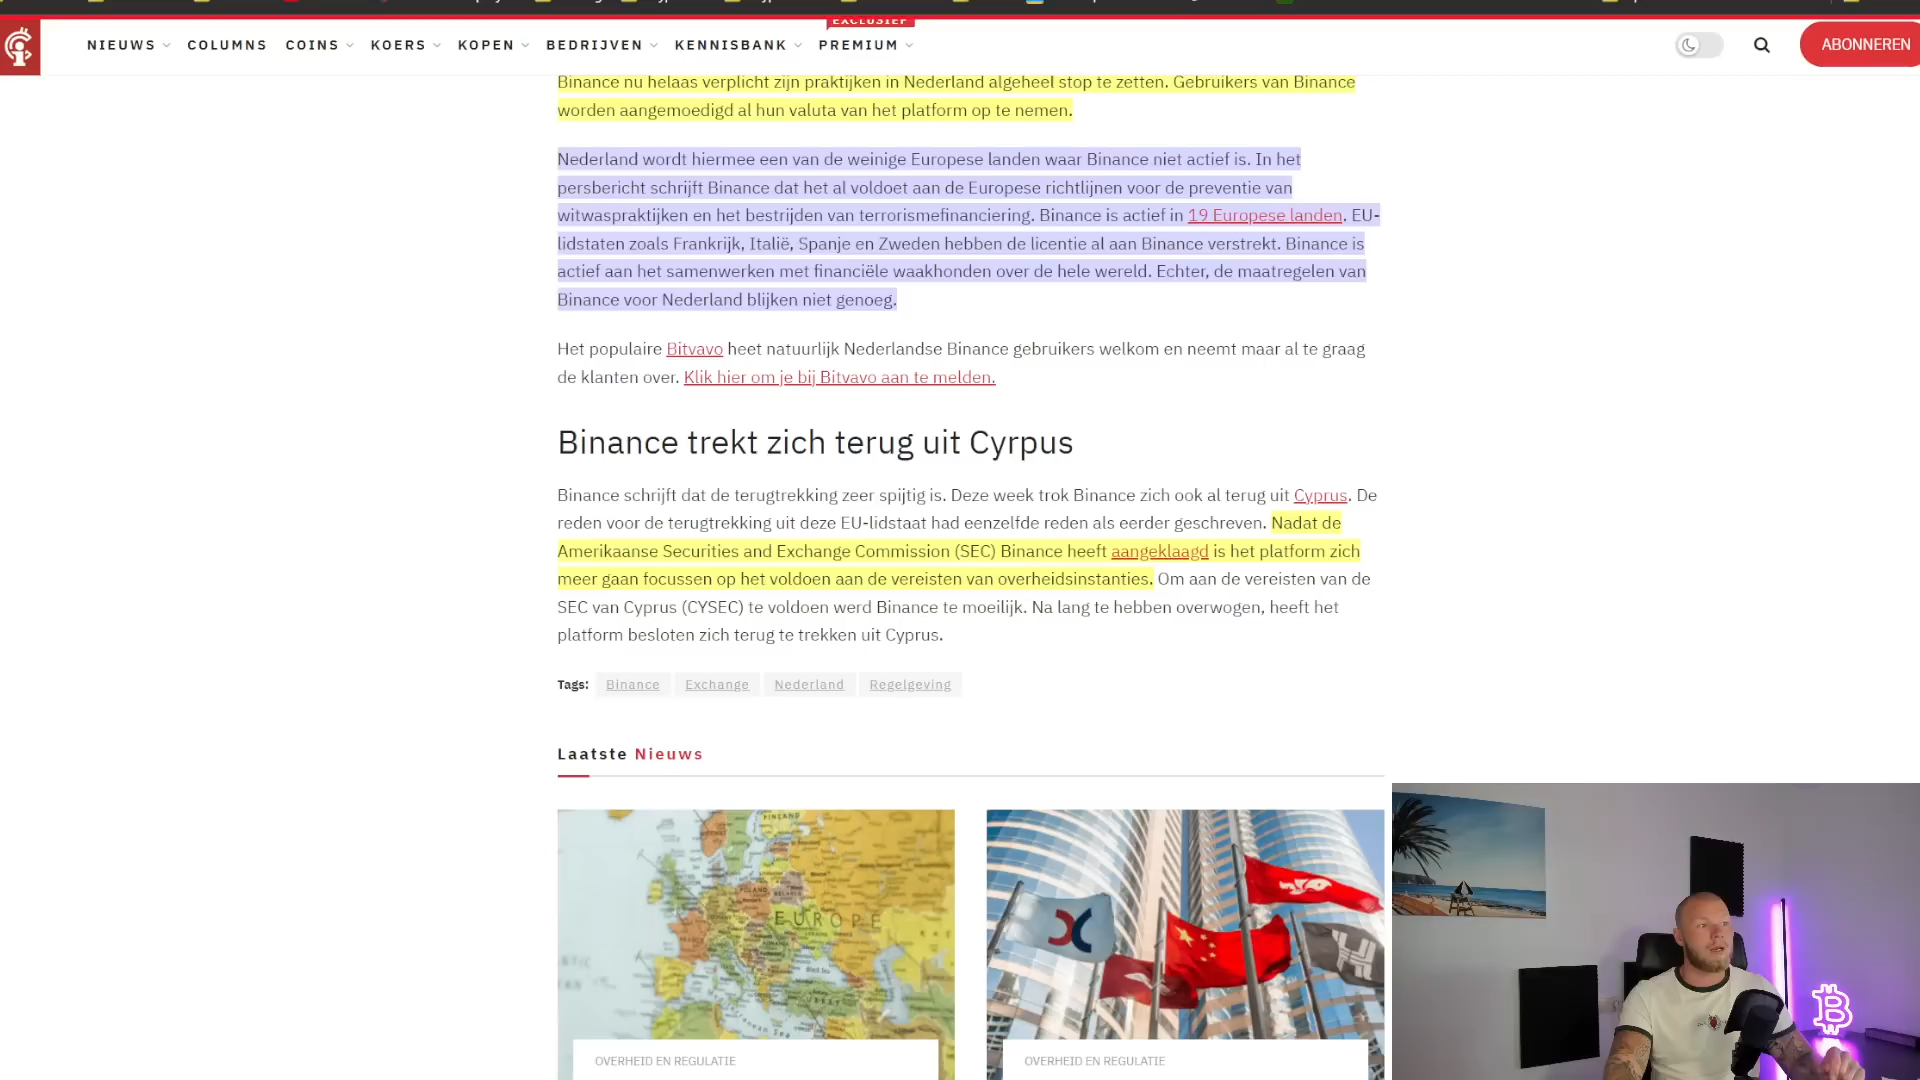 EXCLUSIEF
NIEUWS COLUMNS COINS KOERS KOPEN BEDRIJVEN KENNISBANK PREMIUM
ABONNEREN
Binance nu helaas verplicht zijn praktijken in Nederland algeheel stop te zetten. Gebruikers van Binance
worden aangemoedigd al hun valuta van het platform op te nemen.
Nederland wordt hiermee een van de weinige Europese landen waar Binance niet actief is. In het
persbericht schrijft Binance dat het al voldoet aan de Europese richtlijnen voor de preventie van
witwaspraktijken en het bestrijden van terrorismefinanciering. Binance is actief in 19 Europese landen. EU-
lidstaten zoals Frankrijk, Italië, Spanje en Zweden hebben de licentie al aan Binance verstrekt. Binance is
actief aan het samenwerken met financiële waakhonden over de hele wereld. Echter, de maatregelen van
Binance voor Nederland blijken niet genoeg.
Het populaire Bitvavo heet natuurlijk Nederlandse Binance gebruikers welkom en neemt maar al te graag
de klanten over. Klik hier om je bij Bitvavo aan te melden.
Binance trekt zich terug uit Cyrpus
Binance schrijft dat de terugtrekking zeer spijtig is. Deze week trok Binance zich ook al terug uit Cyprus. De
reden voor de terugtrekking uit deze EU-lidstaat had eenzelfde reden als eerder geschreven. Nadat de
Amerikaanse Securities and Exchange Commission (SEC) Binance heeft aangeklaagd is het platform zich
meer gaan focussen op het voldoen aan de vereisten van overheidsinstanties. Om aan de vereisten van de
SEC van Cyprus (CYSEC) te voldoen werd Binance te moeilijk. Na lang te hebben overwogen, heeft het
platform besloten zich terug te trekken uit Cyprus.
Tags: Binance Exchange Nederland Regelgeving
Laatste Nieuws
FINLAND
POLAND
EUROPE
OVERHEID EN REGULATIE
OVERHEID EN REGULATIE